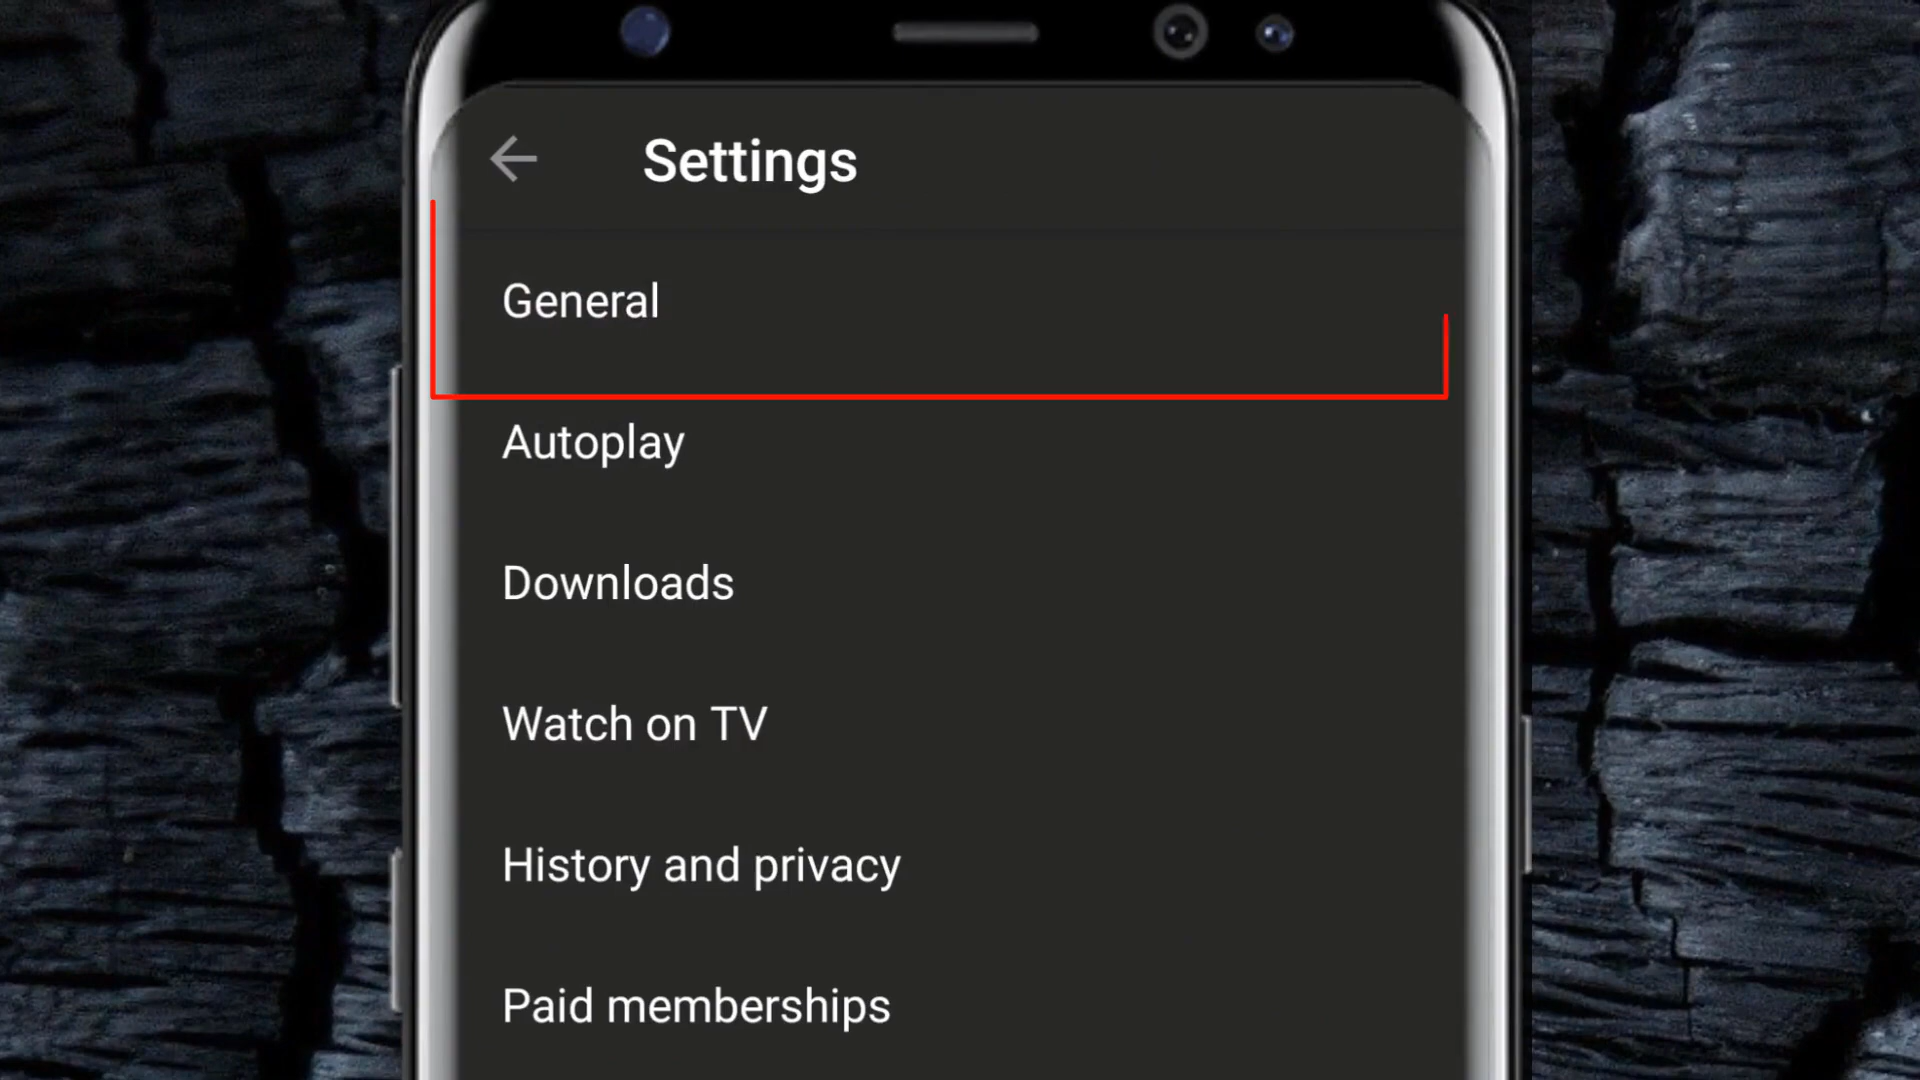 Settings
General
Autoplay
Downloads
Watch on TV
History and privacy
Paid memberships